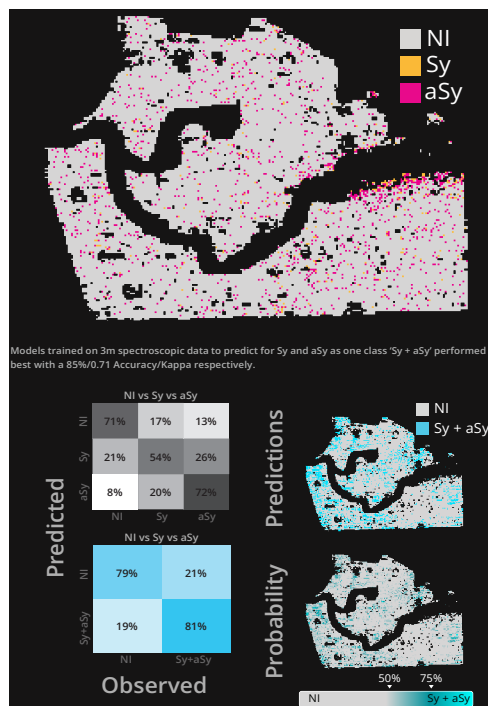 NI
Sy
aSy
Models trained on 3m spectroscopic data to predict for Sy and aSy as one class ‘Sy + aSy’ performed
best with a 85%/0.71 Accuracy/Kappa respectively.
NI vs Sy vs aSy
NI
71%
17%
13%
Sy
21%
54%
26%
aSy
8%
20%
72%
NI
Sy
aSy
Predicted
NI vs Sy vs aSy
NI
79%
21%
Sy+aSy
19%
81%
NI
Sy+aSy
Observed
Predictions
NI
Sy + aSy
Probability
50%
75%
NI
Sy + aSy